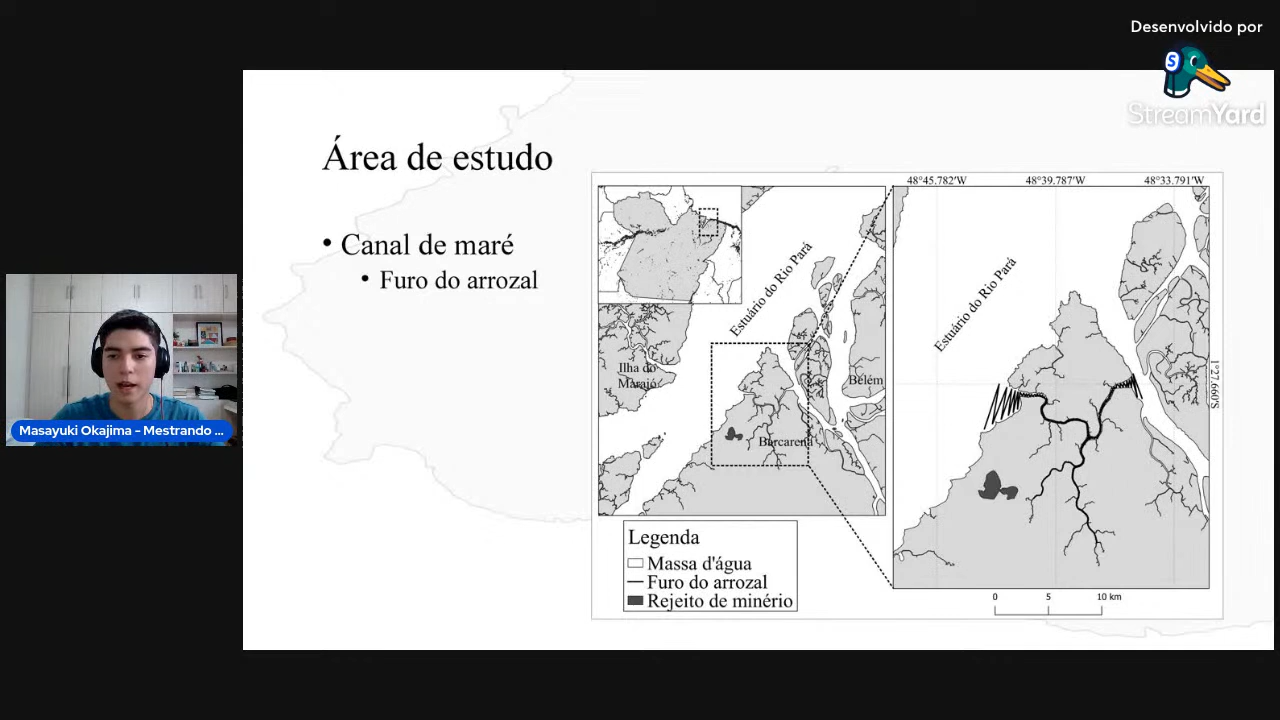 Desenvolvido por
StreamYard
Área de estudo
• Canal de maré
• Furo do arrozal
48°45.782'W 48°39.787'W 48°33.791'W
Estuário do Rio Pará
Ilha do
Marajó
Belém
Barcarena
Estuário do Rio Pará
1°27.660'S
Legenda
Massa d'água
Furo do arrozal
Rejeito de minério
0 5 10 km
Masayuki Okajima - Mestrando ...